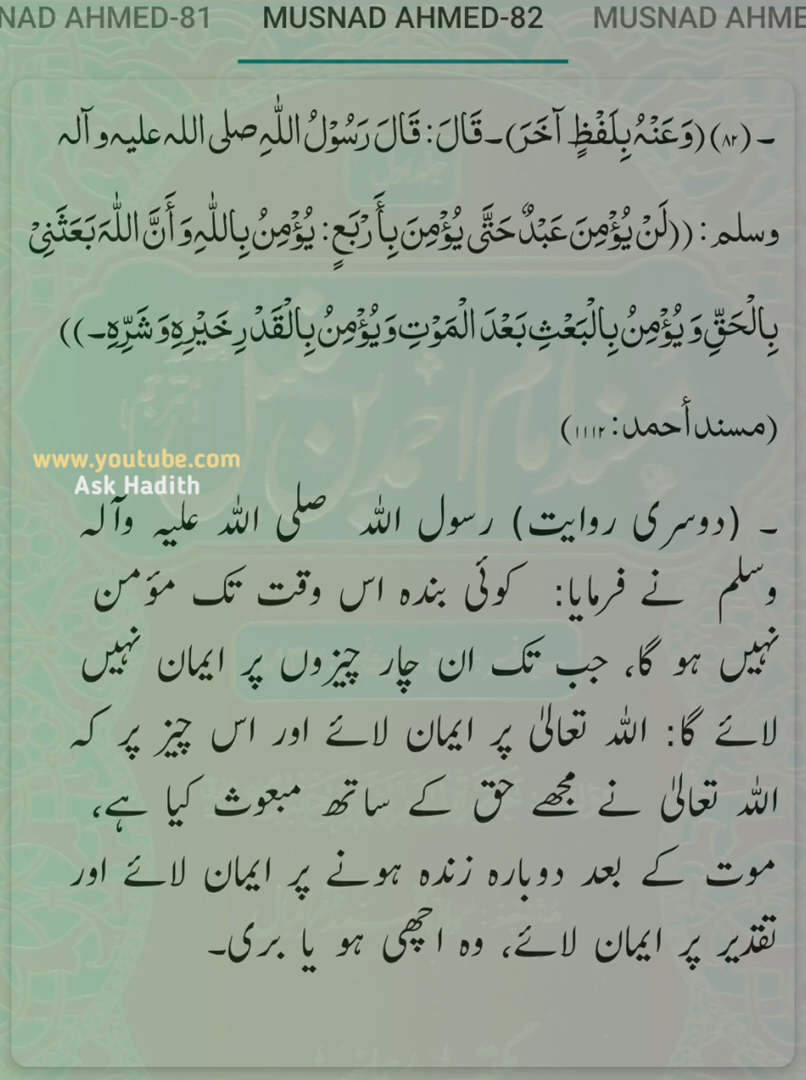 NAD AHMED-81 MUSNAD AHMED-82 MUSNAD AHME
۔ (۸۲) (وَعَنْہُ بِلَفْظٍ آخَرَ)۔ قَالَ: قَالَ رَسُوْلُ اللّٰہِ صلی اللہ علیہ و آلہ
وسلم : ((لَنْ یُؤْمِنَ عَبْدٌ حَتَّی یُؤْمِنَ بِأَرْبَعٍ: یُؤْمِنُ بِاللّٰہِ وَ أَنَّ اللّٰہَ بَعَثَنِیْ
بِالْحَقِّ وَ یُؤْمِنُ بِالْبَعْثِ بَعْدَ الْمَوْتِ وَ یُؤْمِنُ بِالْقَدْرِ خَیْرِہِ وَ شَرِّہِ۔))
(مسند أحمد: ۱۱۱۲)
www.youtube.com
Ask Hadith
۔ (دوسری روایت) رسول اللہ صلی اللہ علیہ وآلہ
وسلم نے فرمایا: کوئی بندہ اس وقت تک مؤمن
نہیں ہو گا، جب تک ان چار چیزوں پر ایمان نہیں
لائے گا: اللہ تعالیٰ پر ایمان لائے اور اس چیز پر کہ
اللہ تعالیٰ نے مجھے حق کے ساتھ مبعوث کیا ہے،
موت کے بعد دوبارہ زندہ ہونے پر ایمان لائے اور
تقدیر پر ایمان لائے، وہ اچھی ہو یا بری۔